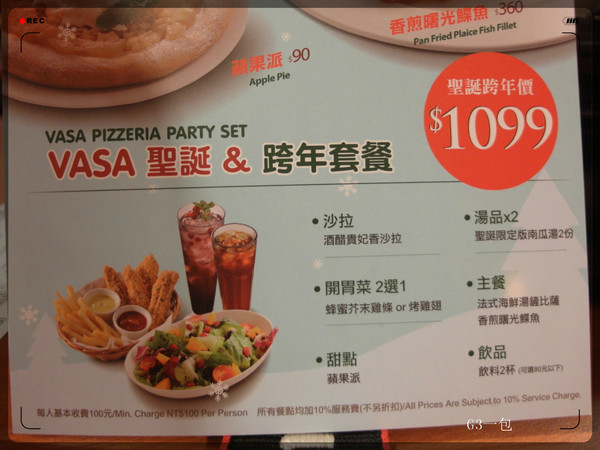 REC
香煎曙光鰈魚 $360
Pan Fried Plaice Fish Fillet
蘋果派 $90
Apple Pie
聖誕跨年價
$1099
VASA PIZZERIA PARTY SET
VASA 聖誕 & 跨年套餐
• 沙拉
酒醋貴妃香沙拉
• 湯品x2
聖誕限定版南瓜湯2份
• 開胃菜 2選1
蜂蜜芥末雞條 or 烤雞翅
• 主餐
法式海鮮湯鏟比薩
香煎曙光鰈魚
• 甜點
蘋果派
• 飲品
飲料2杯 (可選80元以下)
每人基本收費100元/Min. Charge NT$100 Per Person 所有餐點均加10%服務費(不另折扣)/All Prices Are Subject to 10% Service Charge.
G3一包